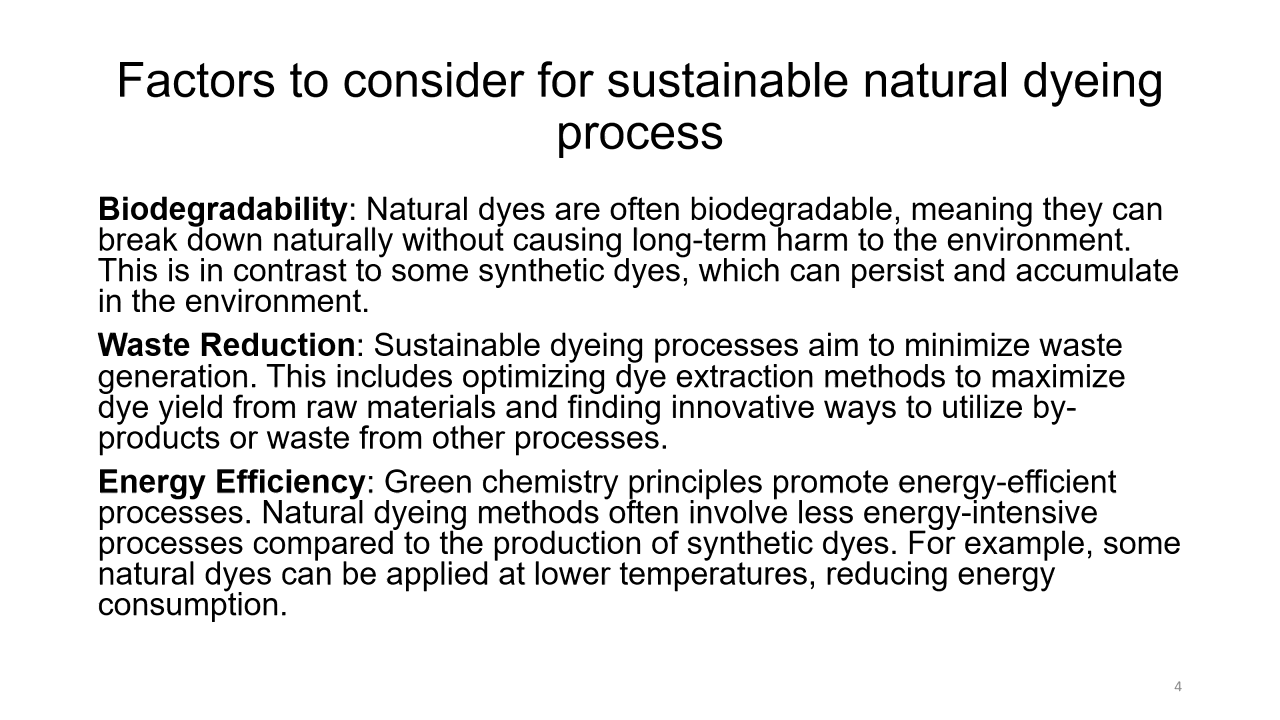 Factors to consider for sustainable natural dyeing
process
Biodegradability: Natural dyes are often biodegradable, meaning they can
break down naturally without causing long-term harm to the environment.
This is in contrast to some synthetic dyes, which can persist and accumulate
in the environment.
Waste Reduction: Sustainable dyeing processes aim to minimize waste
generation. This includes optimizing dye extraction methods to maximize
dye yield from raw materials and finding innovative ways to utilize by-
products or waste from other processes.
Energy Efficiency: Green chemistry principles promote energy-efficient
processes. Natural dyeing methods often involve less energy-intensive
processes compared to the production of synthetic dyes. For example, some
natural dyes can be applied at lower temperatures, reducing energy
consumption.
4